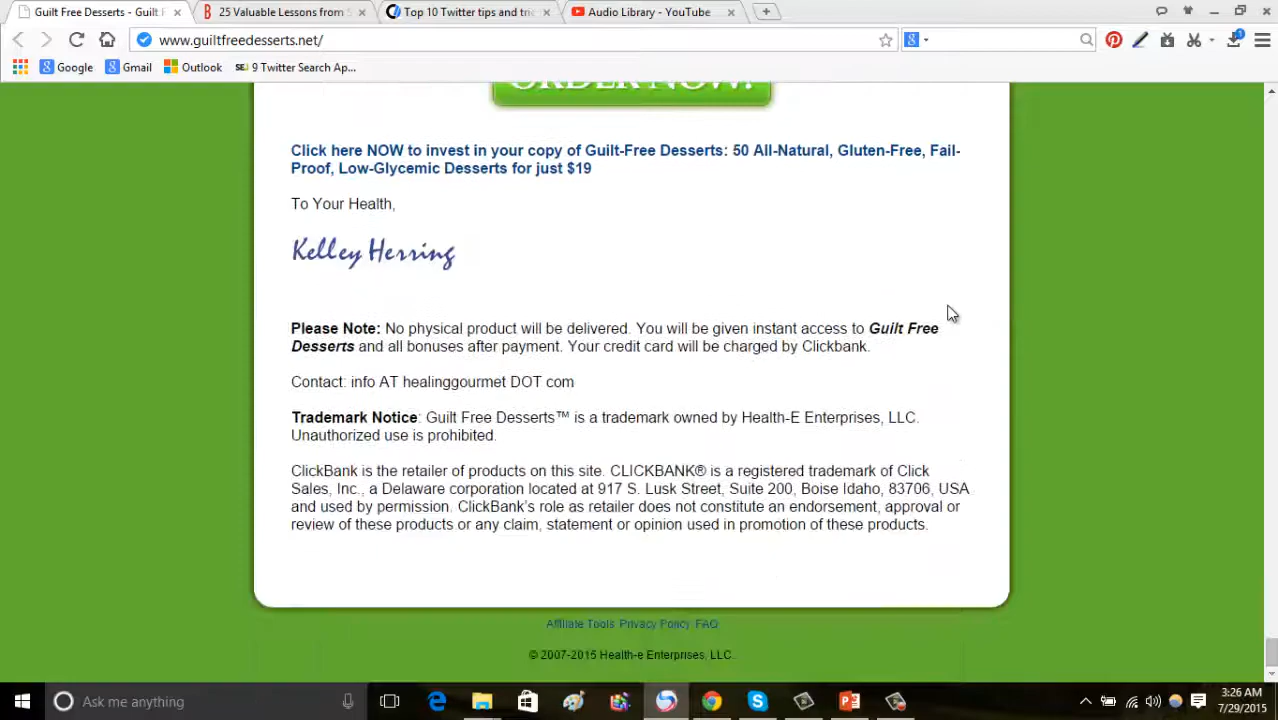 Guilt Free Desserts - Guilt F
25 Valuable Lessons from S
Top 10 Twitter tips and tric
Audio Library - YouTube
www.guiltfreedesserts.net/
Google
Gmail
Outlook
9 Twitter Search Ap...
ORDER NOW!
Click here NOW to invest in your copy of Guilt-Free Desserts: 50 All-Natural, Gluten-Free, Fail-
Proof, Low-Glycemic Desserts for just $19
To Your Health,
Kelley Herring
Please Note: No physical product will be delivered. You will be given instant access to Guilt Free
Desserts and all bonuses after payment. Your credit card will be charged by Clickbank.
Contact: info AT healinggourmet DOT com
Trademark Notice: Guilt Free Desserts™ is a trademark owned by Health-E Enterprises, LLC.
Unauthorized use is prohibited.
ClickBank is the retailer of products on this site. CLICKBANK® is a registered trademark of Click
Sales, Inc., a Delaware corporation located at 917 S. Lusk Street, Suite 200, Boise Idaho, 83706, USA
and used by permission. ClickBank's role as retailer does not constitute an endorsement, approval or
review of these products or any claim, statement or opinion used in promotion of these products.
Affiliate Tools Privacy Policy FAQ
© 2007-2015 Health-e Enterprises, LLC.
Ask me anything
3:26 AM
7/29/2015